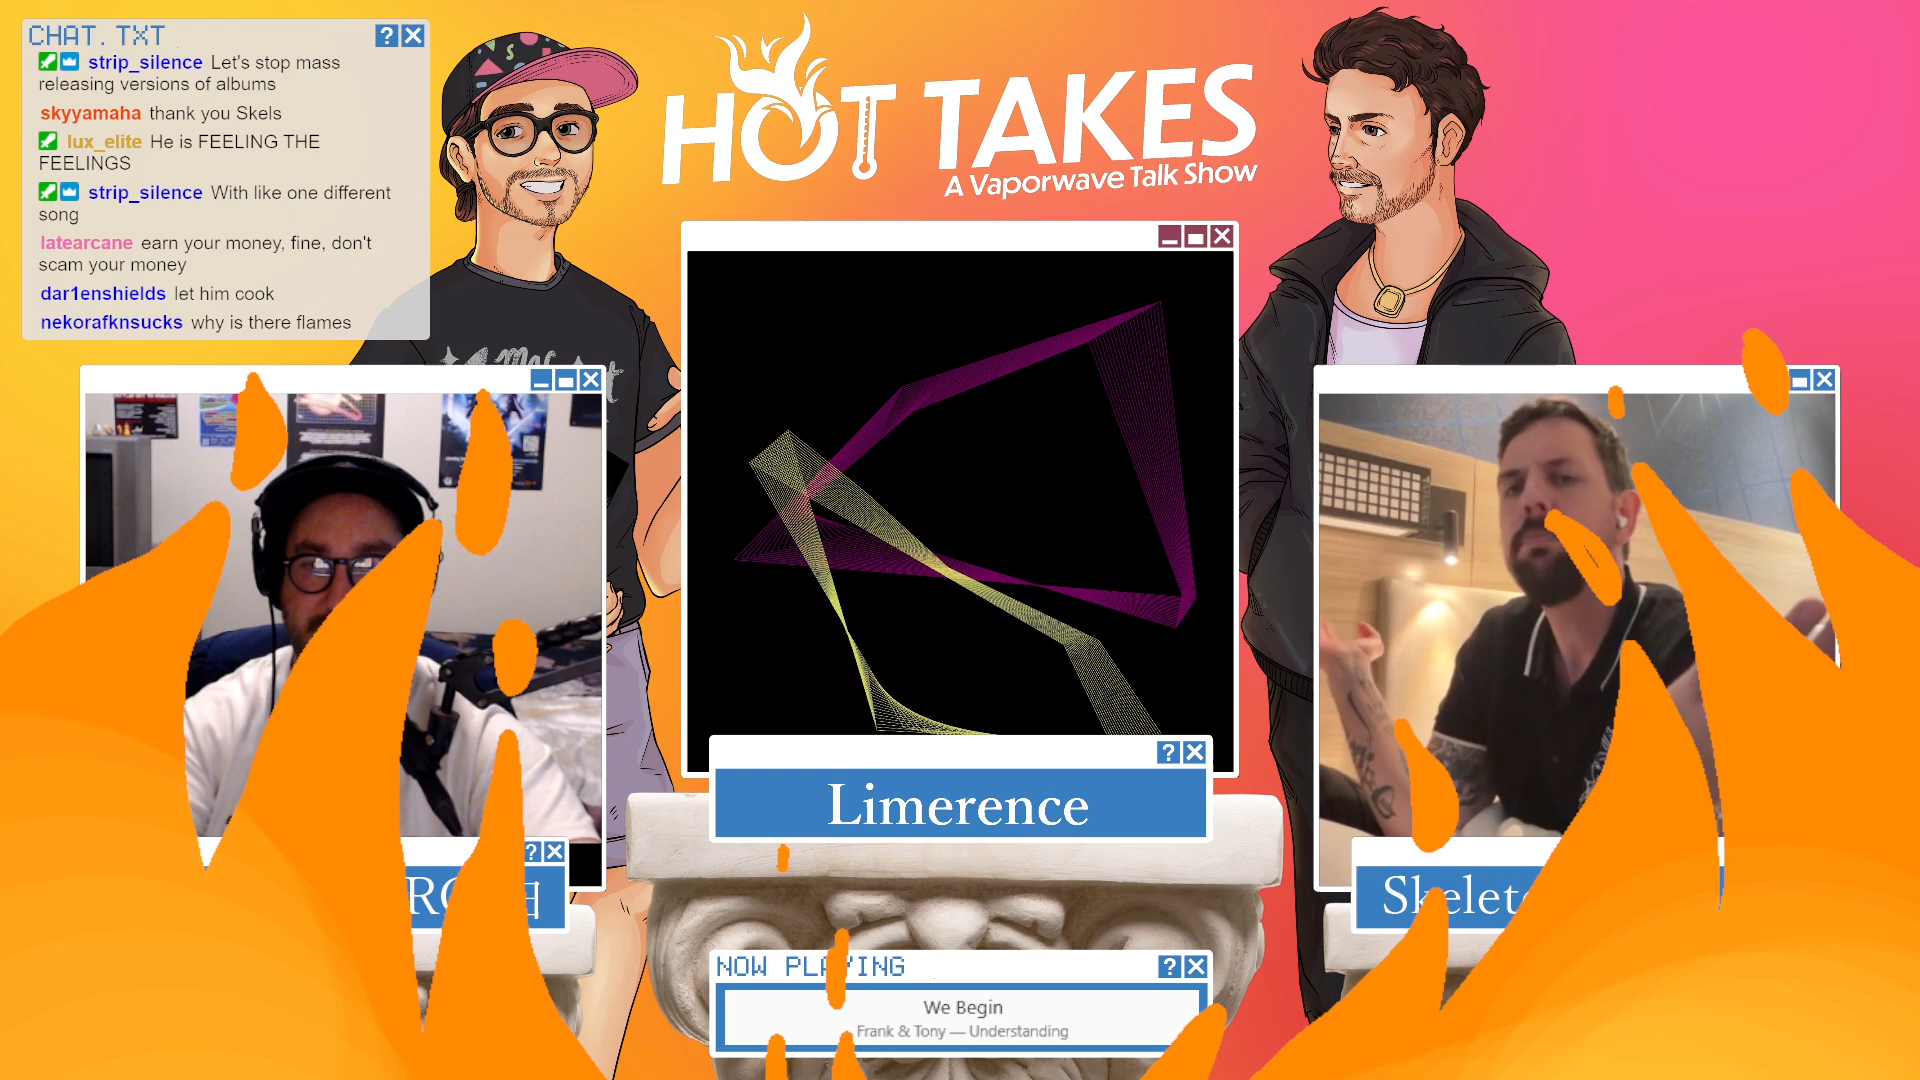 CHAT.TXT
strip_silence Let's stop mass
releasing versions of albums
skyyamaha thank you Skels
lux_elite He is FEELING THE
FEELINGS
strip_silence With like one different
song
latearcane earn your money, fine, don't
scam your money
dar1enshields let him cook
nekorafknsucks why is there flames
HOT TAKES
A Vaporwave Talk Show
Limerence
NOW PLAYING
We Begin
Frank & Tony — Understanding